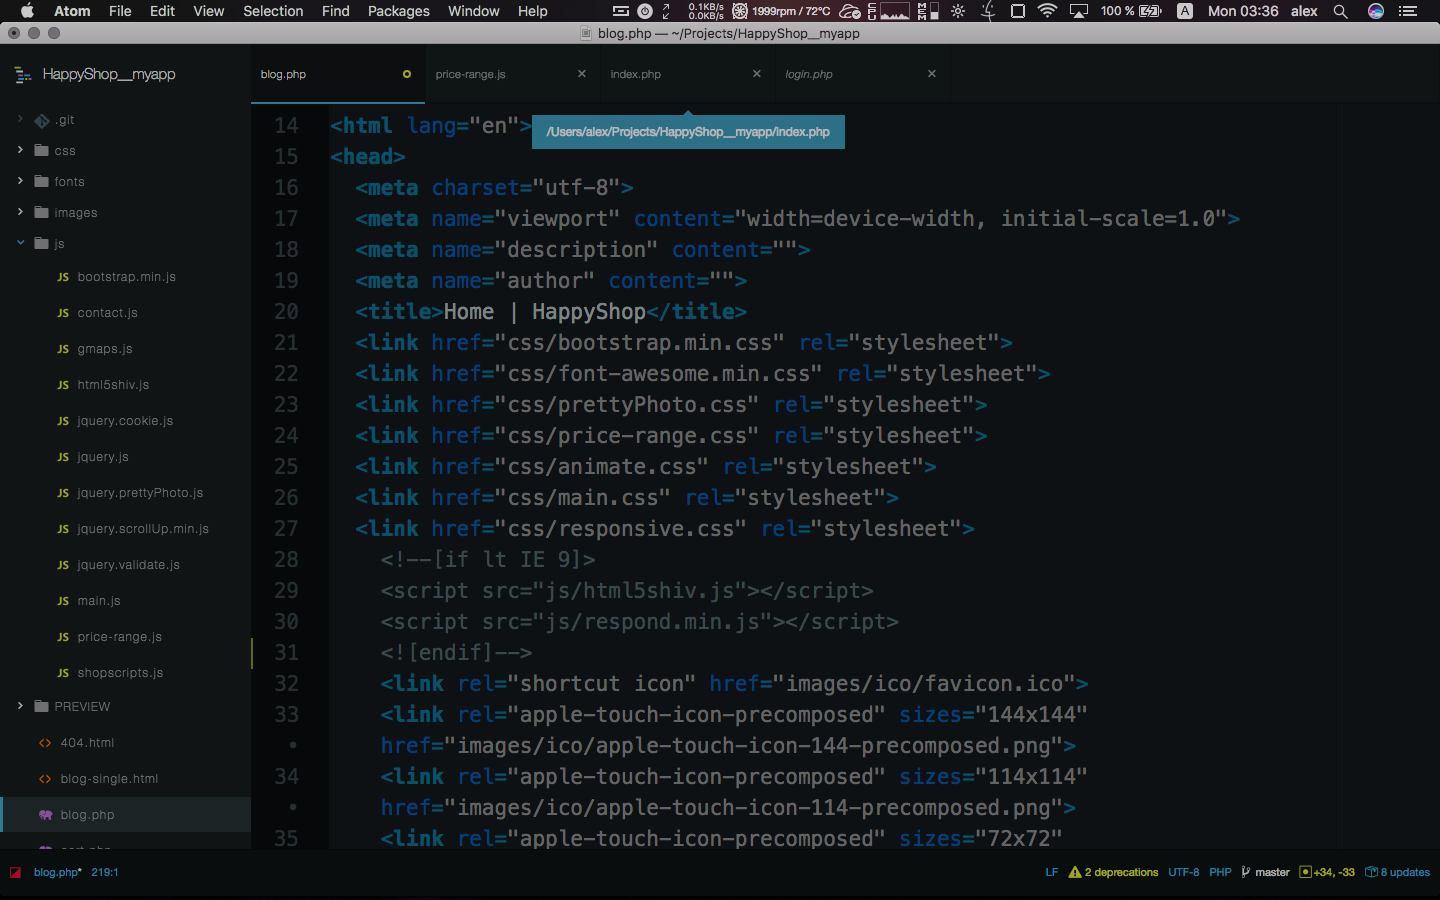 Atom File Edit View Selection Find Packages Window Help 0.1KB/s 0.0KB/s 1999rpm / 72°C 100 % A Mon 03:36 alex
blog.php — ~/Projects/HappyShop__myapp
HappyShop__myapp
blog.php price-range.js index.php login.php
/Users/alex/Projects/HappyShop__myapp/index.php
.git
css
fonts
images
js
JS bootstrap.min.js
JS contact.js
JS gmaps.js
JS html5shiv.js
JS jquery.cookie.js
JS jquery.js
JS jquery.prettyPhoto.js
JS jquery.scrollUp.min.js
JS jquery.validate.js
JS main.js
JS price-range.js
JS shopscripts.js
PREVIEW
404.html
blog-single.html
blog.php
14 <html lang="en">
15 <head>
16 <meta charset="utf-8">
17 <meta name="viewport" content="width=device-width, initial-scale=1.0">
18 <meta name="description" content="">
19 <meta name="author" content="">
20 <title>Home | HappyShop</title>
21 <link href="css/bootstrap.min.css" rel="stylesheet">
22 <link href="css/font-awesome.min.css" rel="stylesheet">
23 <link href="css/prettyPhoto.css" rel="stylesheet">
24 <link href="css/price-range.css" rel="stylesheet">
25 <link href="css/animate.css" rel="stylesheet">
26 <link href="css/main.css" rel="stylesheet">
27 <link href="css/responsive.css" rel="stylesheet">
28 <!--[if lt IE 9]>
29 <script src="js/html5shiv.js"></script>
30 <script src="js/respond.min.js"></script>
31 <![endif]-->
32 <link rel="shortcut icon" href="images/ico/favicon.ico">
33 <link rel="apple-touch-icon-precomposed" sizes="144x144"
• href="images/ico/apple-touch-icon-144-precomposed.png">
34 <link rel="apple-touch-icon-precomposed" sizes="114x114"
• href="images/ico/apple-touch-icon-114-precomposed.png">
35 <link rel="apple-touch-icon-precomposed" sizes="72x72"
blog.php* 219:1 LF 2 deprecations UTF-8 PHP master +34, -33 8 updates